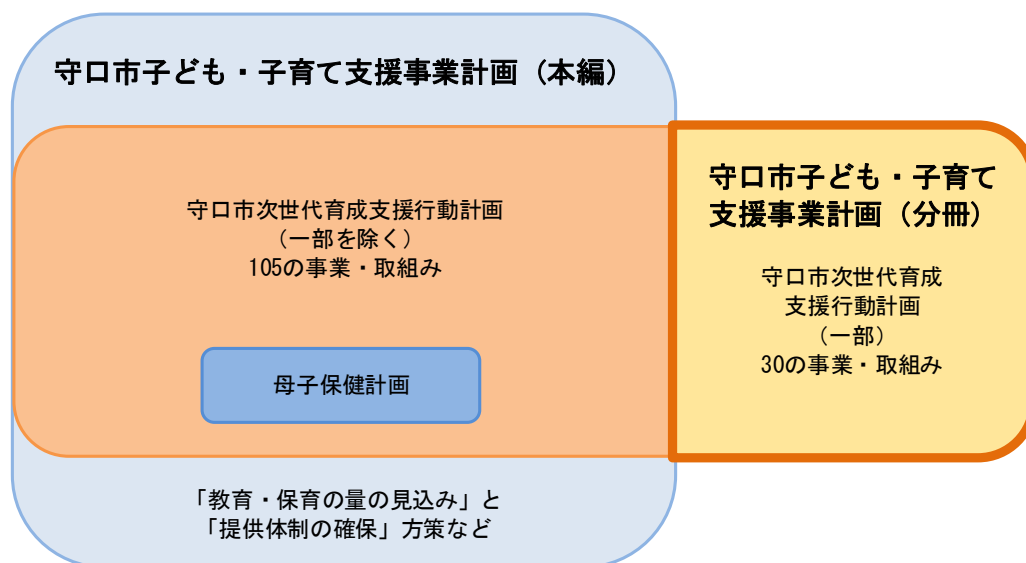 守口市子ども・子育て支援事業計画（本編）
守口市次世代育成支援行動計画
（一部を除く）
105の事業・取組み
母子保健計画
「教育・保育の量の見込み」と
「提供体制の確保」方策など
守口市子ども・子育て
支援事業計画（分冊）
守口市次世代育成
支援行動計画
（一部）
30の事業・取組み